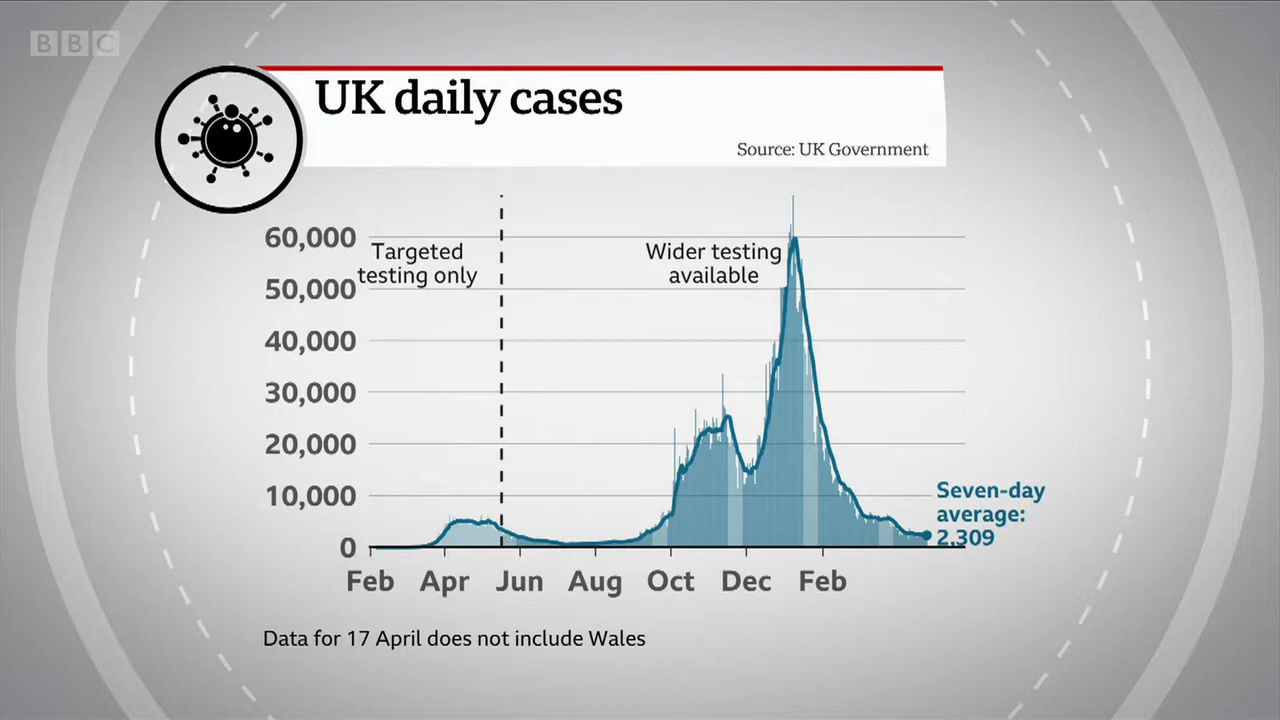 BBC
UK daily cases
Source: UK Government
60,000
50,000
40,000
30,000
20,000
10,000
0
Targeted
testing only
Wider testing
available
Seven-day
average:
2,309
Feb Apr Jun Aug Oct Dec Feb
Data for 17 April does not include Wales